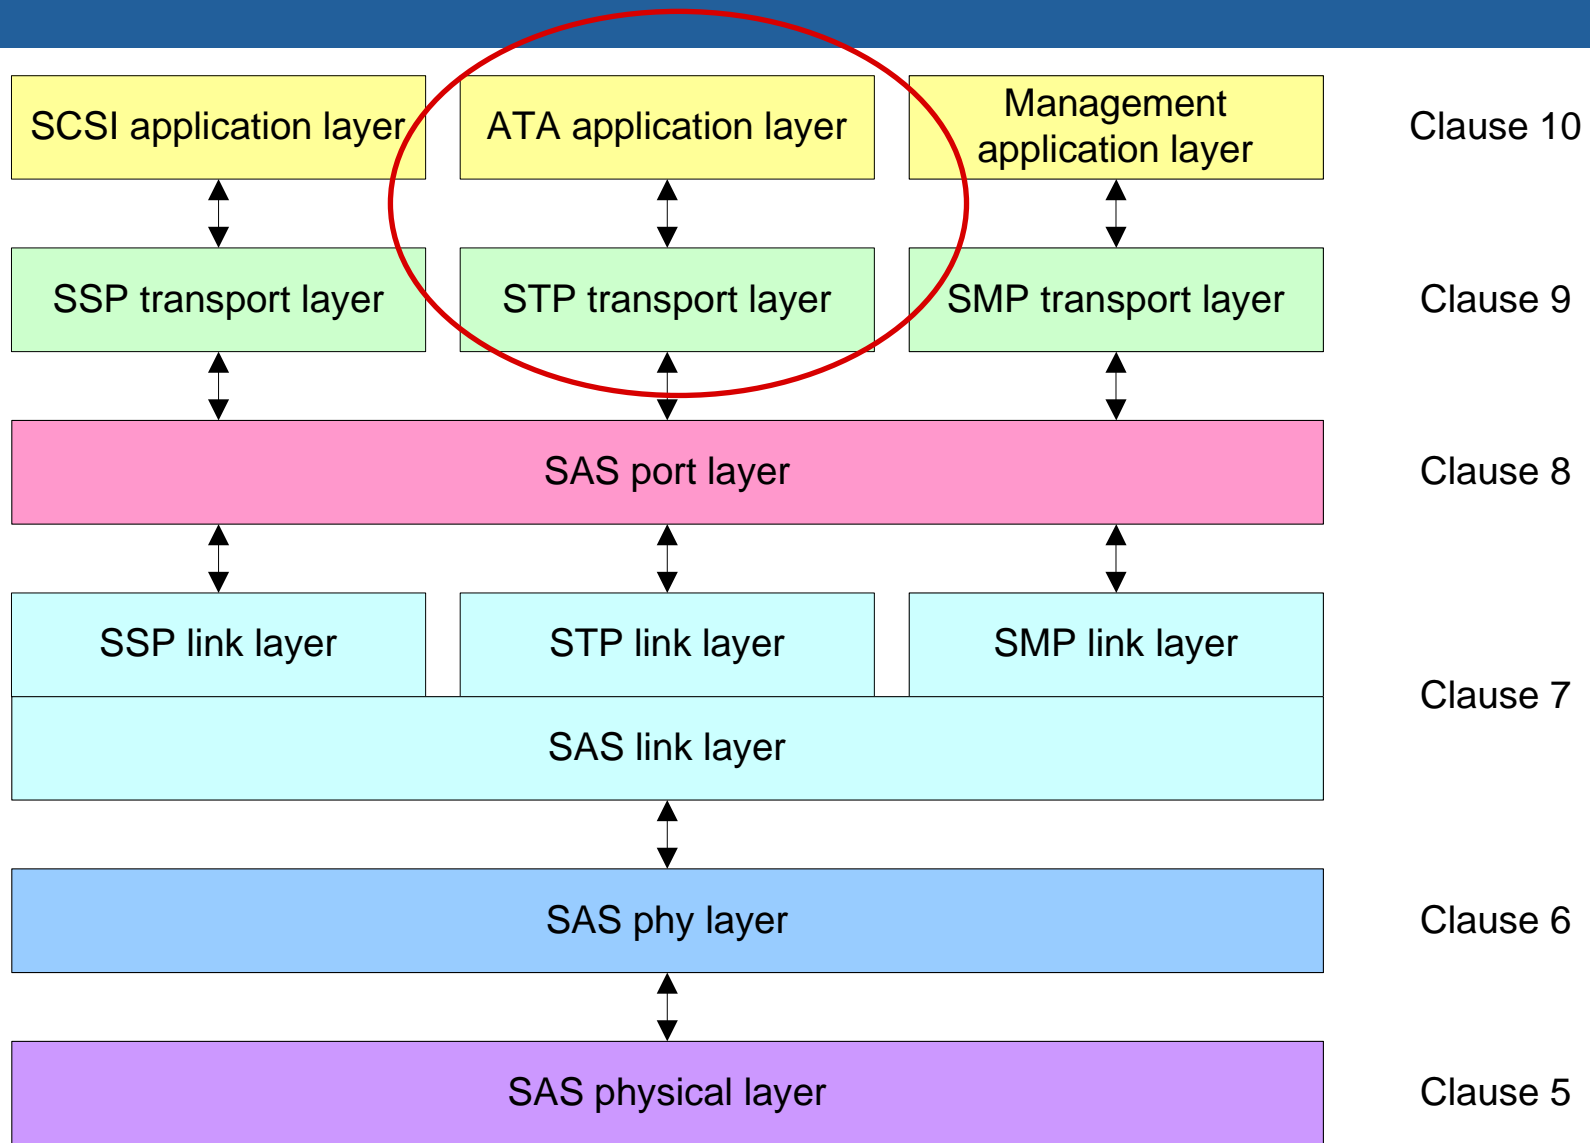 SCSI application layer
ATA application layer
Management
application layer
Clause 10
SSP transport layer
STP transport layer
SMP transport layer
Clause 9
SAS port layer
Clause 8
SSP link layer
STP link layer
SMP link layer
Clause 7
SAS link layer
SAS phy layer
Clause 6
SAS physical layer
Clause 5